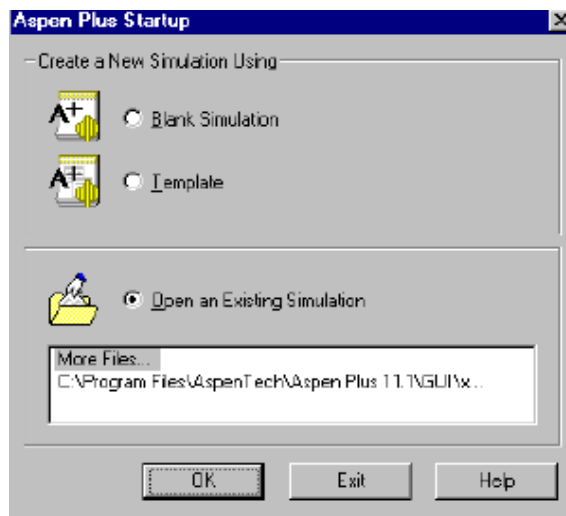 Aspen Plus Startup
Create a New Simulation Using
A+
Blank Simulation
A+
Template
Open an Existing Simulation
More Files...
C:\Program Files\AspenTech\Aspen Plus 11.1\GUI\x...
OK
Exit
Help